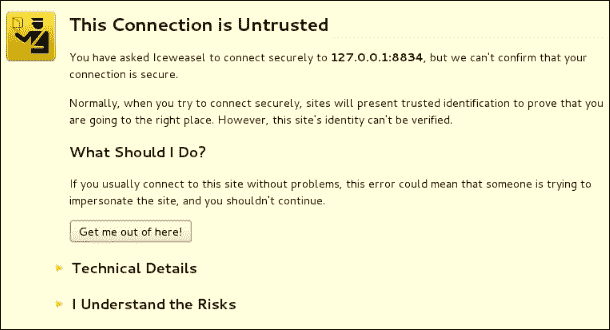 This Connection is Untrusted
You have asked Iceweasel to connect securely to 127.0.0.1:8834, but we can't confirm that your
connection is secure.
Normally, when you try to connect securely, sites will present trusted identification to prove that you
are going to the right place. However, this site's identity can't be verified.
What Should I Do?
If you usually connect to this site without problems, this error could mean that someone is trying to
impersonate the site, and you shouldn't continue.
Get me out of here!
Technical Details
I Understand the Risks